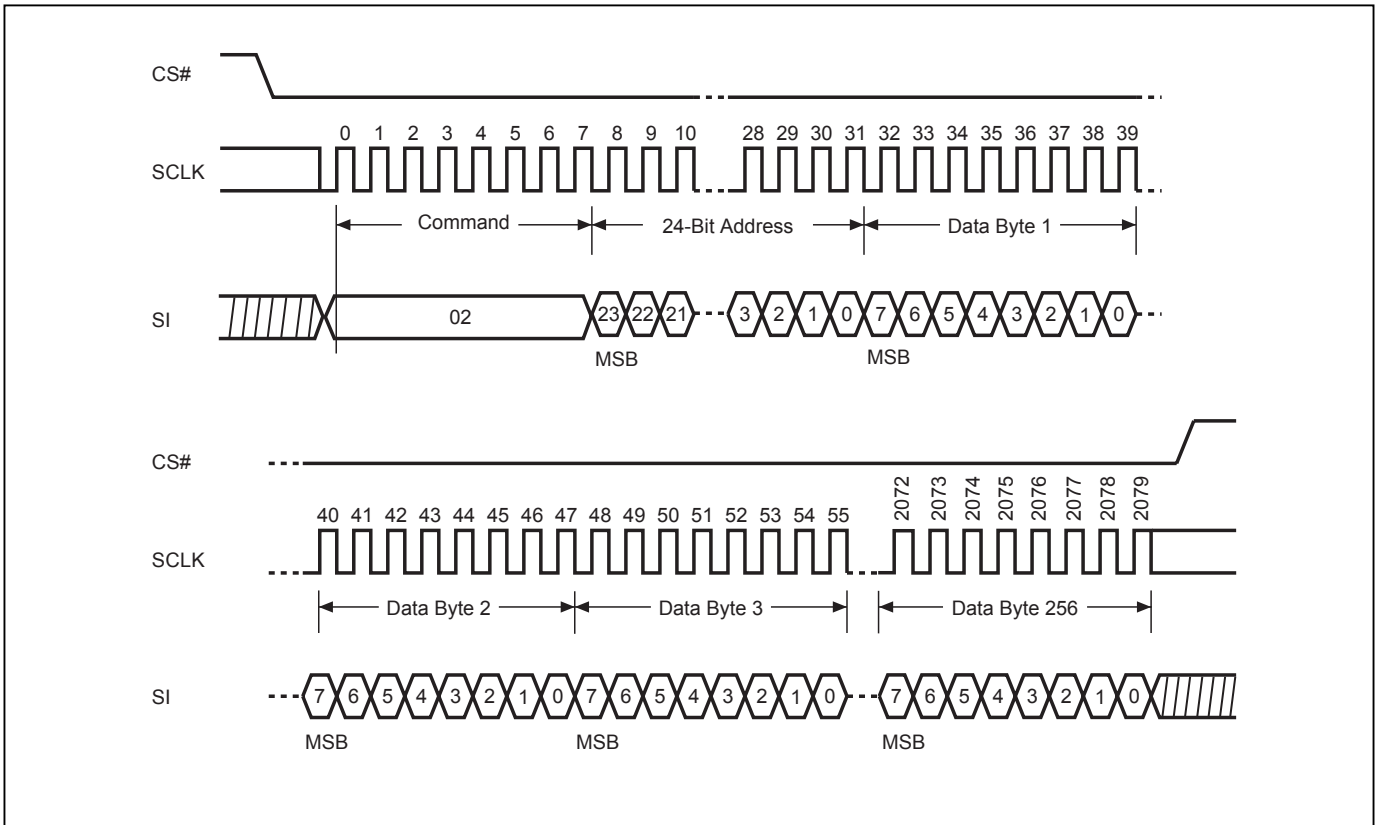 CS#
0 1 2 3 4 5 6 7 8 9 10 28 29 30 31 32 33 34 35 36 37 38 39
SCLK
Command 24-Bit Address Data Byte 1
SI 02 23 22 21 3 2 1 0 7 6 5 4 3 2 1 0
MSB MSB
CS#
40 41 42 43 44 45 46 47 48 49 50 51 52 53 54 55 2072 2073 2074 2075 2076 2077 2078 2079
SCLK
Data Byte 2 Data Byte 3 Data Byte 256
SI 7 6 5 4 3 2 1 0 7 6 5 4 3 2 1 0 7 6 5 4 3 2 1 0
MSB MSB MSB